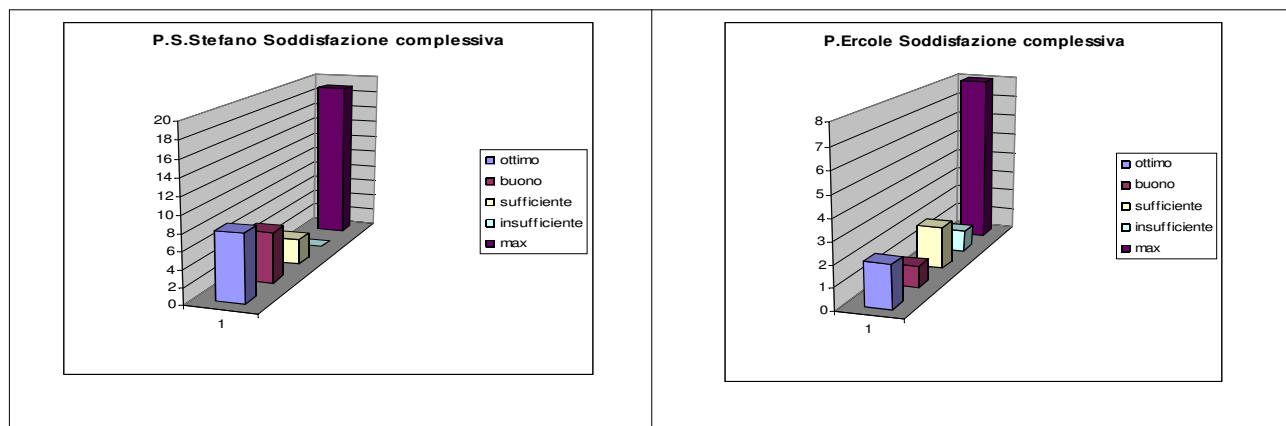 P.S.Stefano Soddisfazione complessiva
20
18
16
14
12
10
8
6
4
2
0
1
ottimo
buono
sufficiente
insufficiente
max
P.Ercole Soddisfazione complessiva
8
7
6
5
4
3
2
1
0
1
ottimo
buono
sufficiente
insufficiente
max